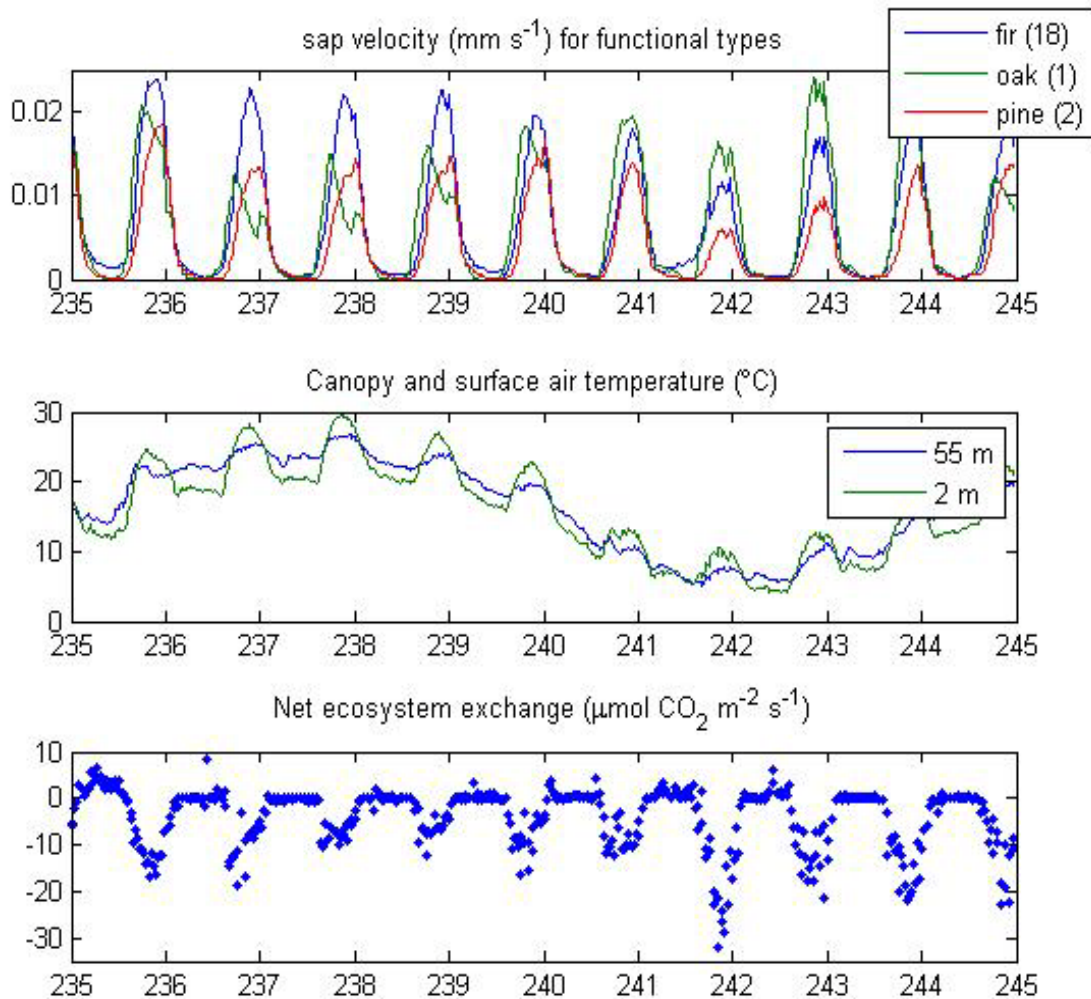 sap velocity (mm s⁻¹) for functional types
fir (18)
oak (1)
pine (2)
0.02
0.01
0
235 236 237 238 239 240 241 242 243 244 245
Canopy and surface air temperature (°C)
55 m
2 m
30
20
10
0
235 236 237 238 239 240 241 242 243 244 245
Net ecosystem exchange (μmol CO₂ m⁻² s⁻¹)
10
0
-10
-20
-30
235 236 237 238 239 240 241 242 243 244 245